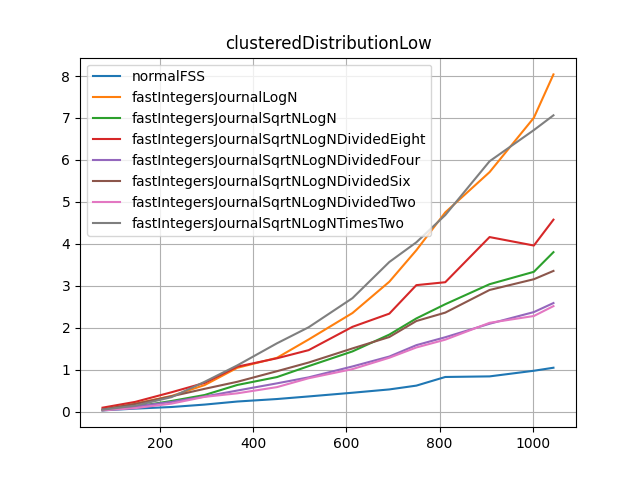 clusteredDistributionLow
normalFSS
fastIntegersJournalLogN
fastIntegersJournalSqrtNLogN
fastIntegersJournalSqrtNLogNDividedEight
fastIntegersJournalSqrtNLogNDividedFour
fastIntegersJournalSqrtNLogNDividedSix
fastIntegersJournalSqrtNLogNDividedTwo
fastIntegersJournalSqrtNLogNTimesTwo
8
7
6
5
4
3
2
1
0
200 400 600 800 1000